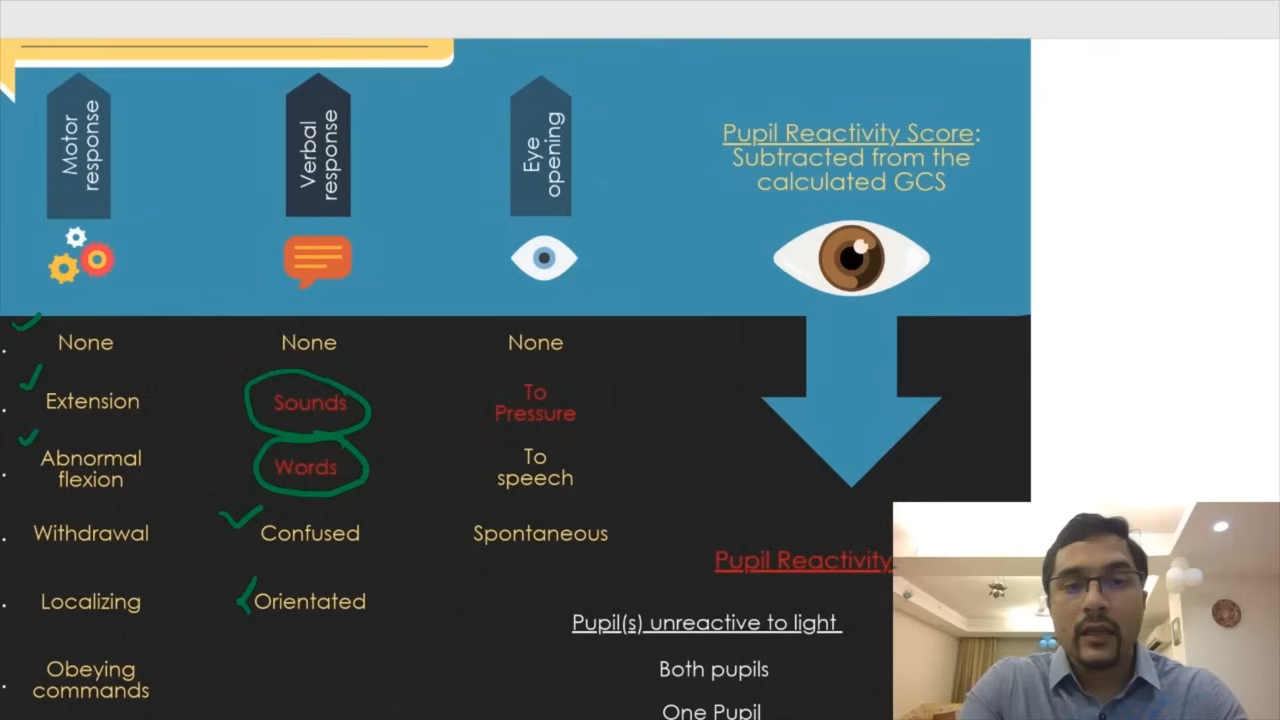 Motor
response
Verbal
response
Eye
opening
Pupil Reactivity Score:
Subtracted from the
calculated GCS
None
None
None
Extension
Sounds
To
Pressure
Abnormal
flexion
Words
To
speech
Withdrawal
Confused
Spontaneous
Pupil Reactivity
Localizing
Orientated
Pupil(s) unreactive to light
Obeying
commands
Both pupils
One Pupil